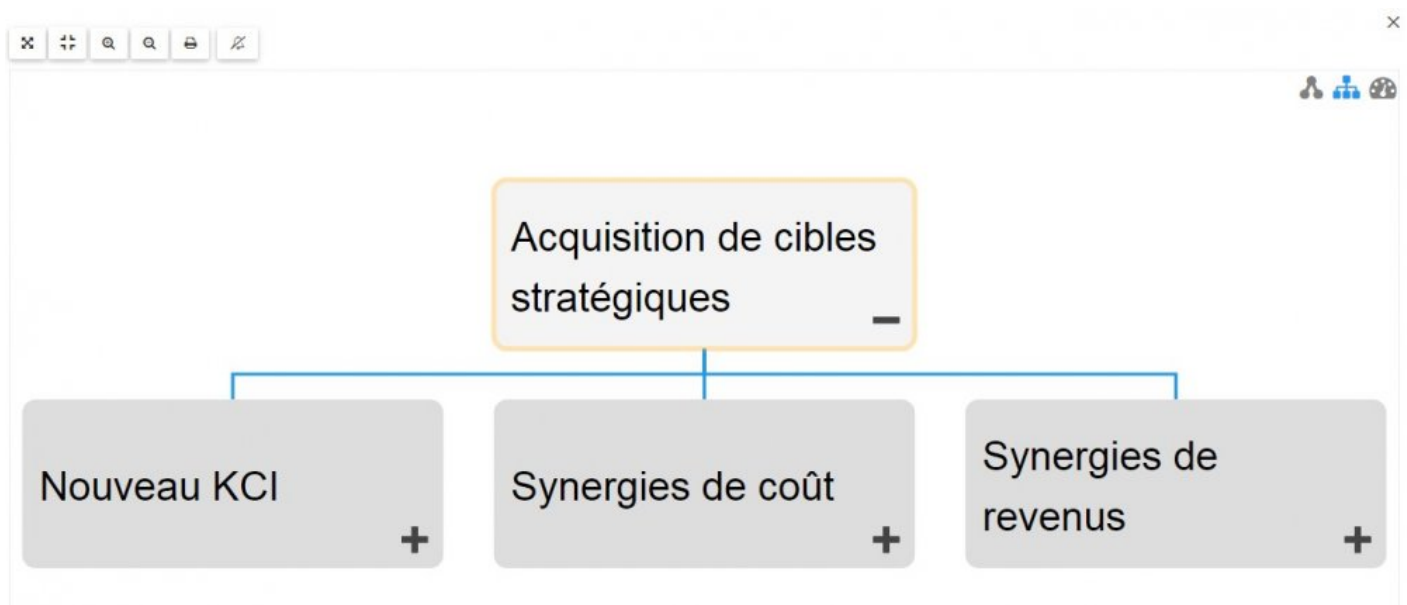 Acquisition de cibles
stratégiques
Nouveau KCI
Synergies de coût
Synergies de
revenus